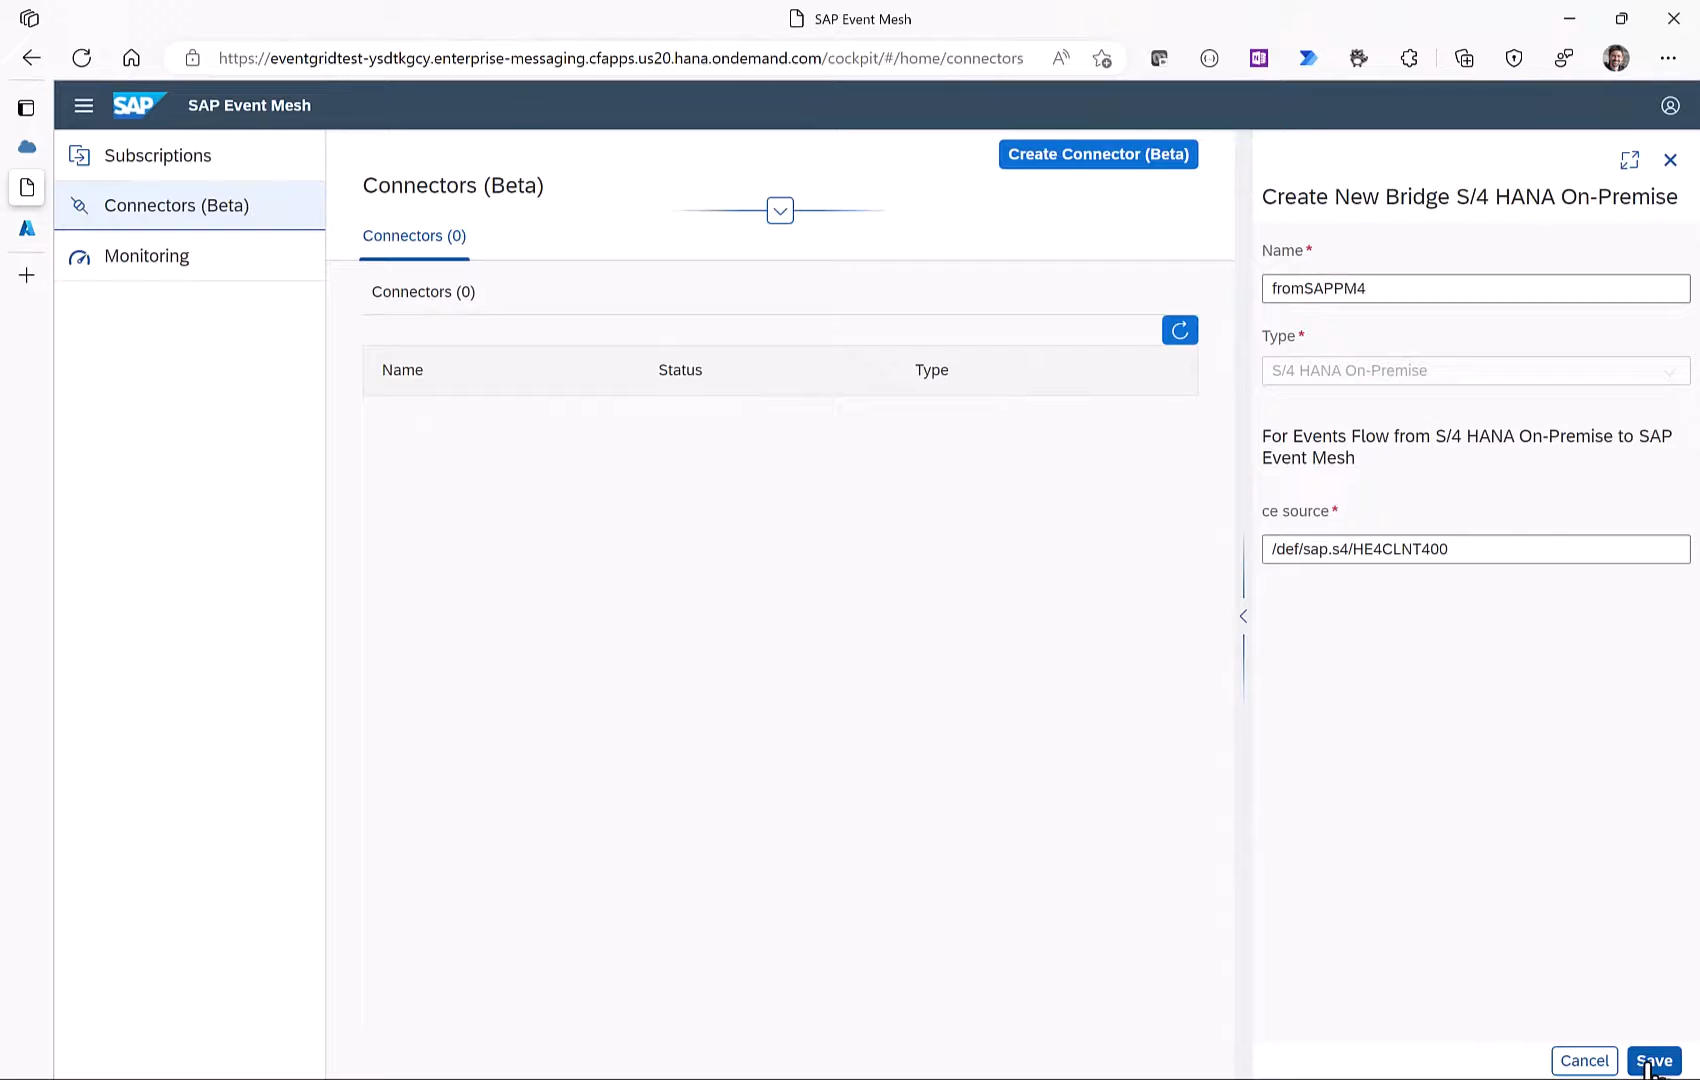 SAP Event Mesh
https://eventgridtest-ysdtkgcy.enterprise-messaging.cfapps.us20.hana.ondemand.com/cockpit/#/home/connectors
SAP
SAP Event Mesh
Subscriptions
Connectors (Beta)
Monitoring
Create Connector (Beta)
Connectors (Beta)
Connectors (0)
Connectors (0)
Name Status Type
Create New Bridge S/4 HANA On-Premise
Name*
fromSAPPM4
Type*
S/4 HANA On-Premise
For Events Flow from S/4 HANA On-Premise to SAP
Event Mesh
ce source*
/def/sap.s4/HE4CLNT400
Cancel Save